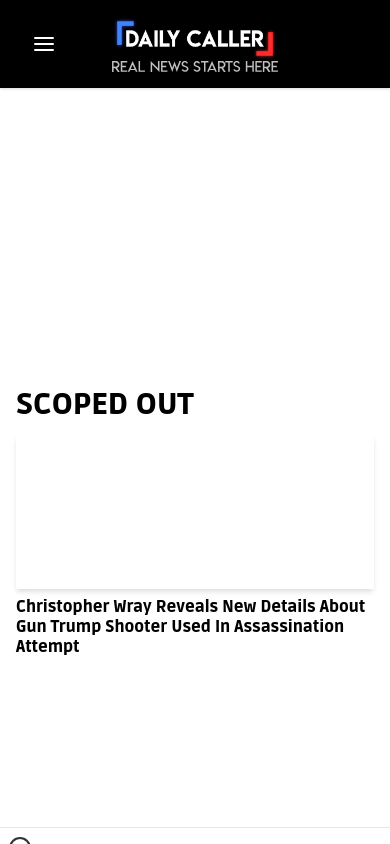 DAILY CALLER
REAL NEWS STARTS HERE
SCOPED OUT
Christopher Wray Reveals New Details About
Gun Trump Shooter Used In Assassination
Attempt